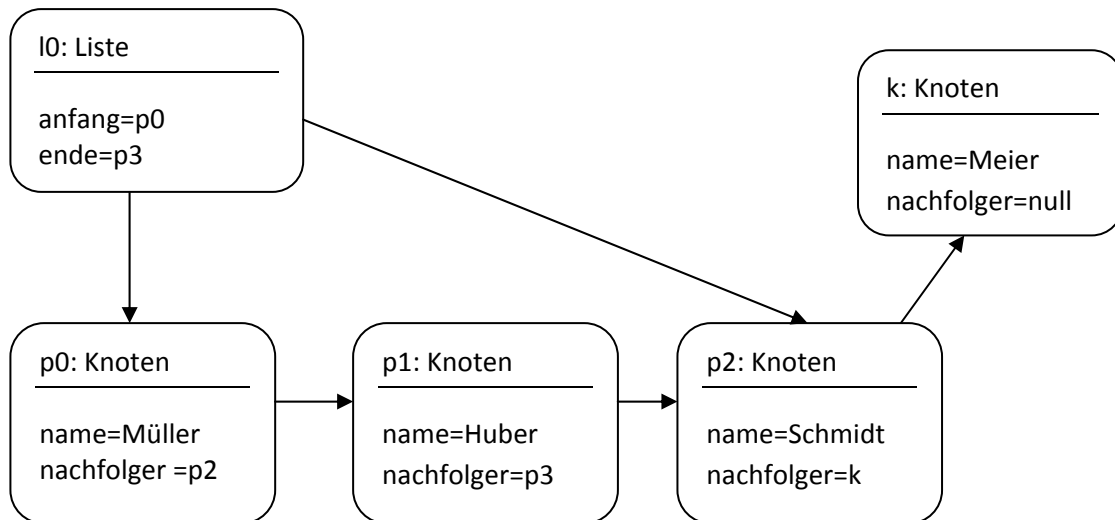 l0: Liste
anfang=p0
ende=p3
k: Knoten
name=Meier
nachfolger=null
p0: Knoten
name=Müller
nachfolger =p2
p1: Knoten
name=Huber
nachfolger=p3
p2: Knoten
name=Schmidt
nachfolger=k